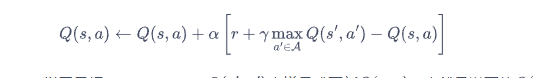 Q(s, a) ← Q(s, a) + α [ r + γ max_{a′∈𝒜} Q(s′, a′) − Q(s, a) ]